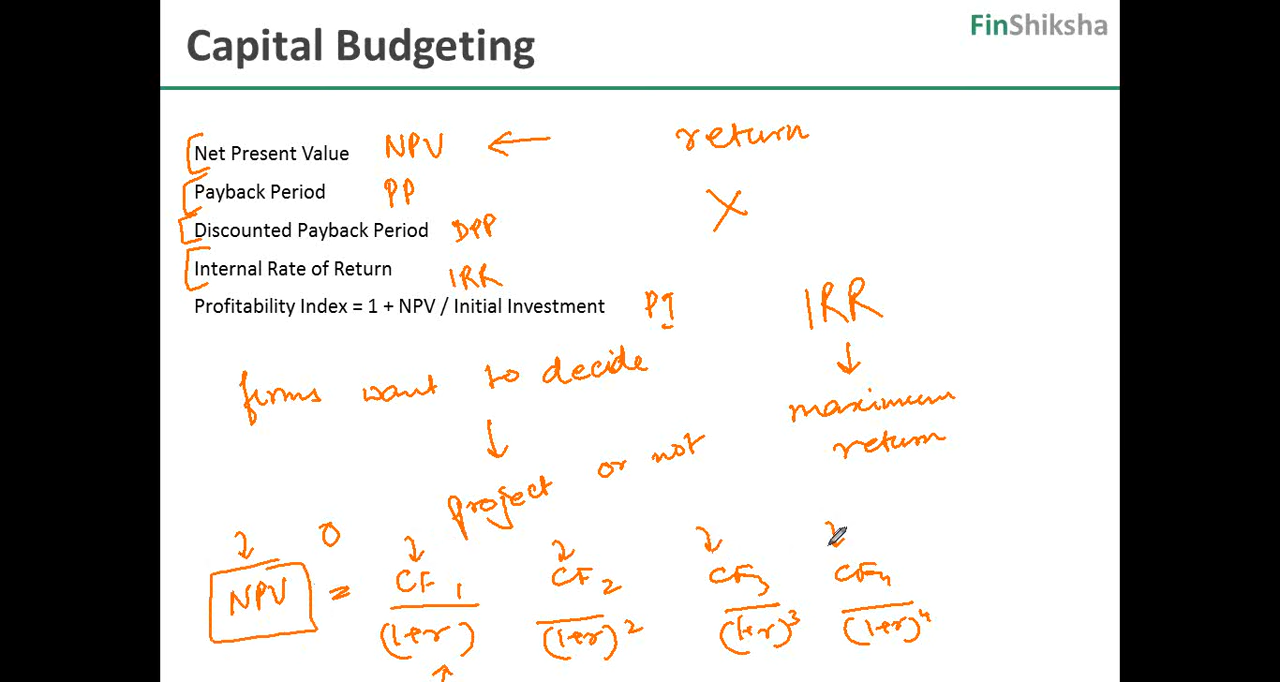 Capital Budgeting
FinShiksha
Net Present Value NPV ← return
Payback Period PP X
Discounted Payback Period DPP
Internal Rate of Return IRR
Profitability Index = 1 + NPV / Initial Investment PI IRR
↓
firms want to decide maximum
↓ return
project or not
↓ 0 ↓ ↓ ↓ ↓
NPV = CF1 CF2 CF3 CF4
(1+r) (1+r)2 (1+r)3 (1+r)4
↑